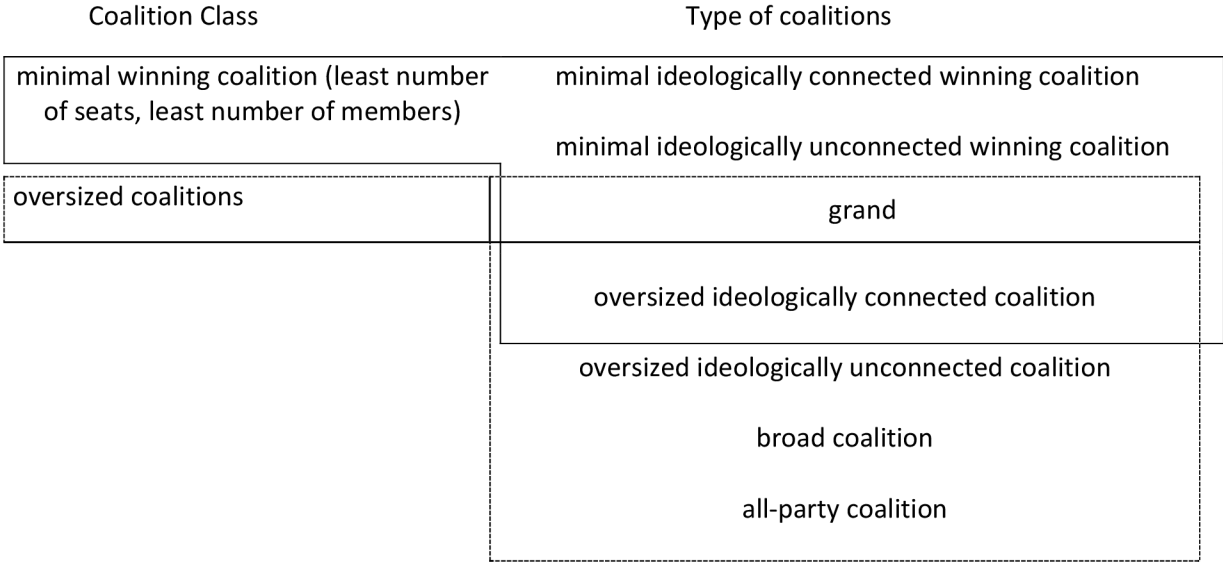 Coalition Class
Type of coalitions
minimal winning coalition (least number
of seats, least number of members)
minimal ideologically connected winning coalition
minimal ideologically unconnected winning coalition
oversized coalitions
grand
oversized ideologically connected coalition
oversized ideologically unconnected coalition
broad coalition
all-party coalition